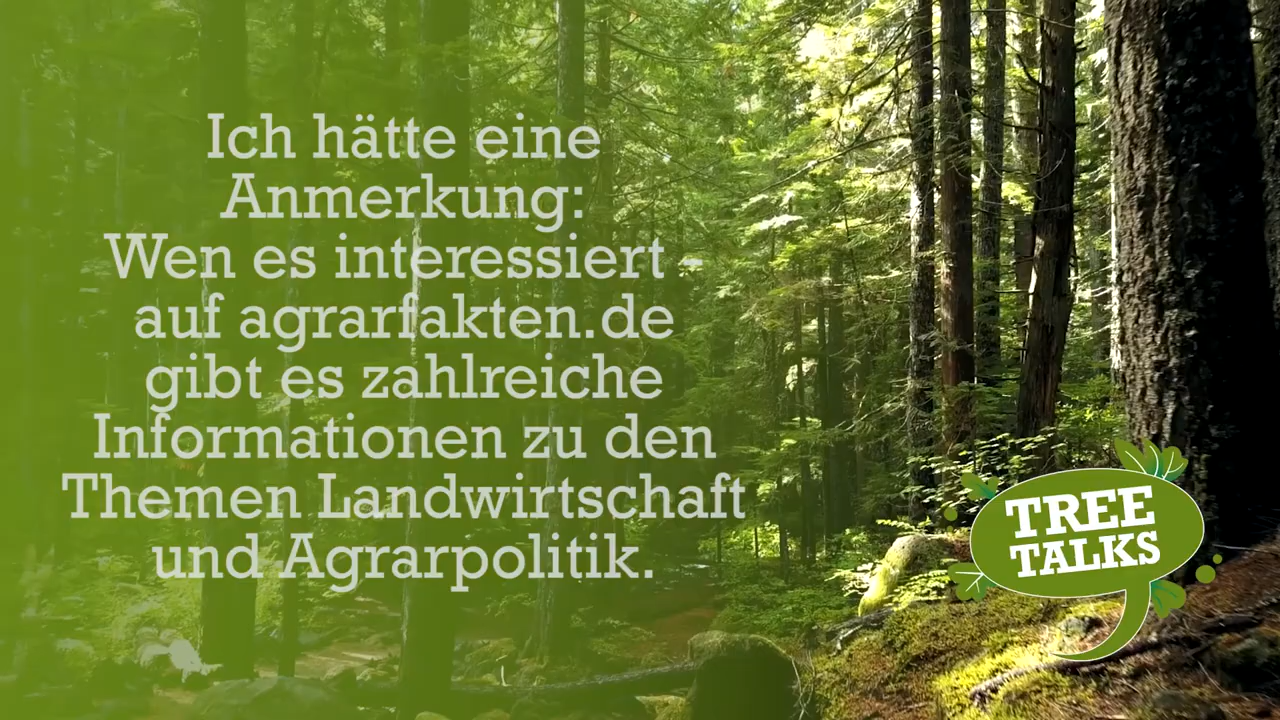 Ich hätte eine
Anmerkung:
Wen es interessiert
auf agrarfakten.de
gibt es zahlreiche
Informationen zu den
Themen Landwirtschaft
und Agrarpolitik.
TREE
TALKS